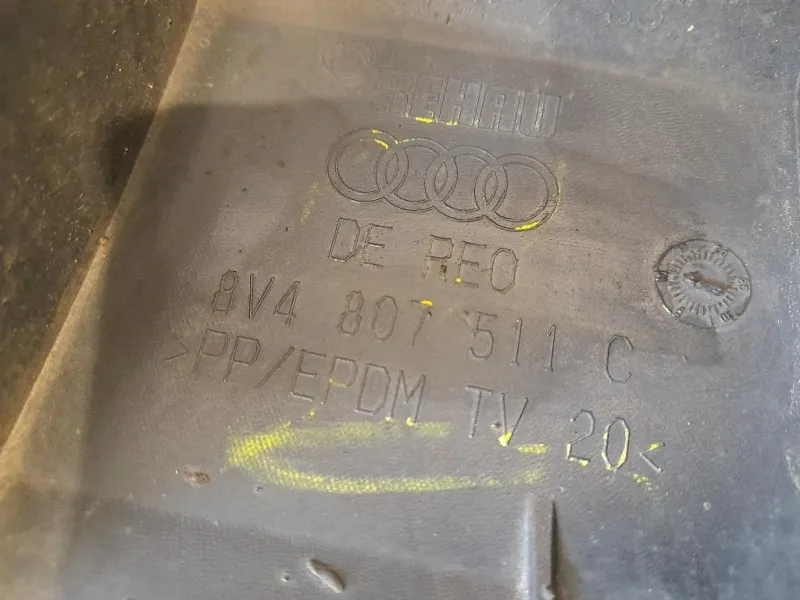 REHAU
DE REO
8V4 807 511 C
>PP/EPDM TV 20<